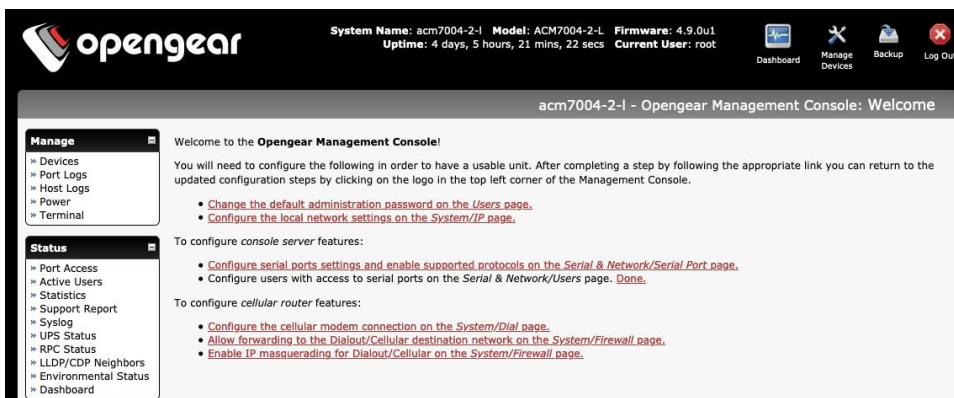 opengear
System Name: acm7004-2-l Model: ACM7004-2-L Firmware: 4.9.0u1
Uptime: 4 days, 5 hours, 21 mins, 22 secs Current User: root
Dashboard
Manage
Devices
Backup
Log Out
acm7004-2-l - Opengear Management Console: Welcome
Manage
» Devices
» Port Logs
» Host Logs
» Power
» Terminal
Status
» Port Access
» Active Users
» Statistics
» Support Report
» Syslog
» UPS Status
» RPC Status
» LLDP/CDP Neighbors
» Environmental Status
» Dashboard
Welcome to the Opengear Management Console!
You will need to configure the following in order to have a usable unit. After completing a step by following the appropriate link you can return to the
updated configuration steps by clicking on the logo in the top left corner of the Management Console.
• Change the default administration password on the Users page.
• Configure the local network settings on the System/IP page.
To configure console server features:
• Configure serial ports settings and enable supported protocols on the Serial & Network/Serial Port page.
• Configure users with access to serial ports on the Serial & Network/Users page. Done.
To configure cellular router features:
• Configure the cellular modem connection on the System/Dial page.
• Allow forwarding to the Dialout/Cellular destination network on the System/Firewall page.
• Enable IP masquerading for Dialout/Cellular on the System/Firewall page.